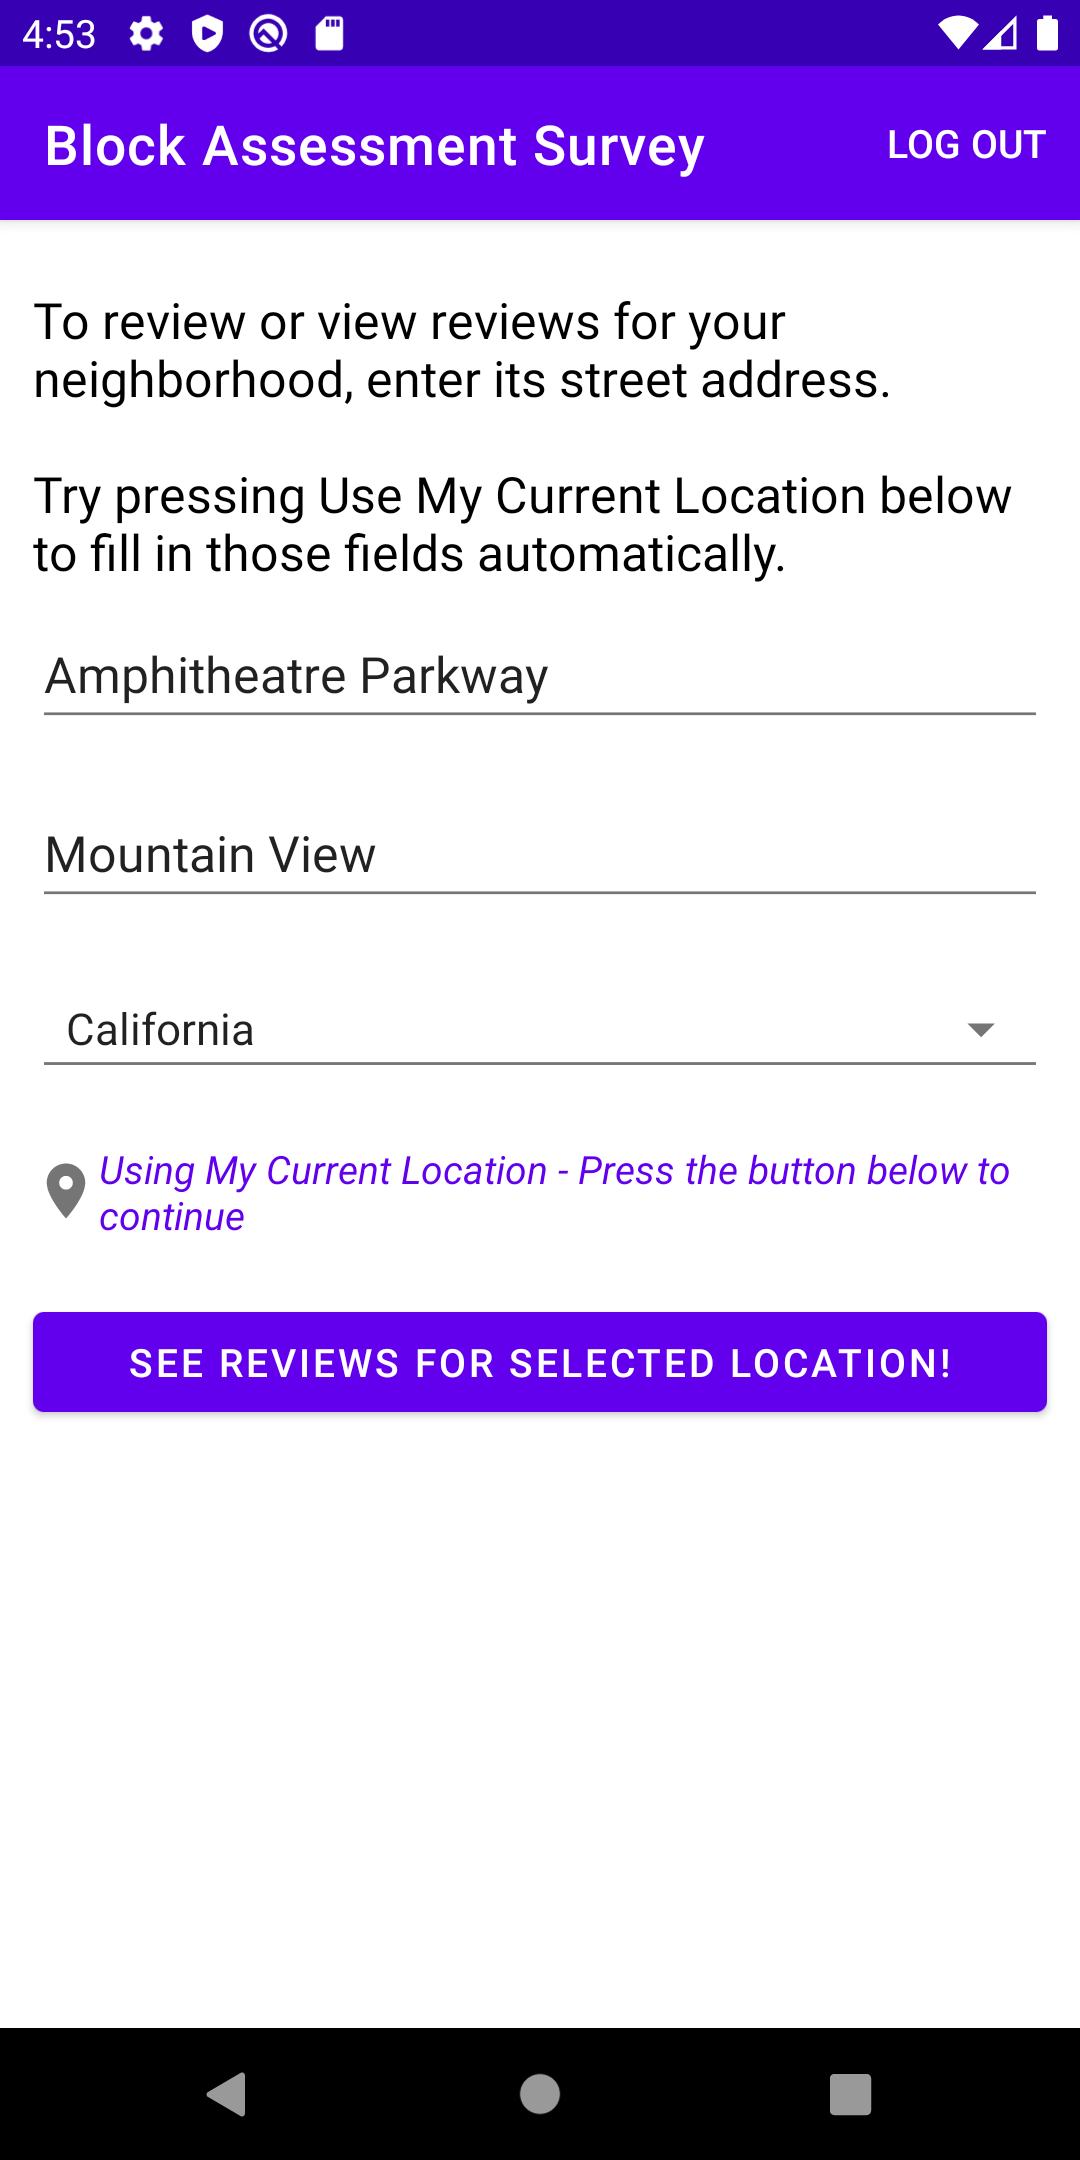 4:53
Block Assessment Survey
LOG OUT
To review or view reviews for your
neighborhood, enter its street address.
Try pressing Use My Current Location below
to fill in those fields automatically.
Amphitheatre Parkway
Mountain View
California
Using My Current Location - Press the button below to
continue
SEE REVIEWS FOR SELECTED LOCATION!